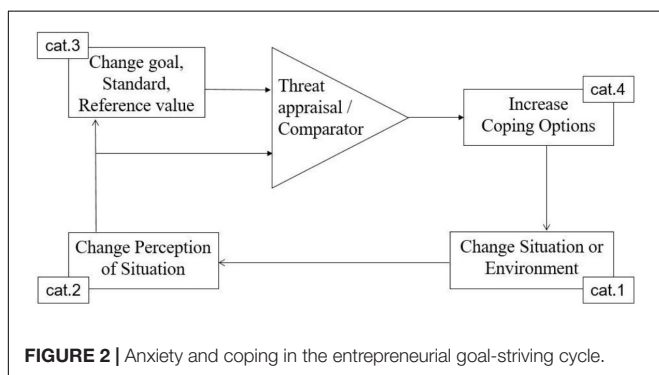 cat.3
Change goal,
Standard,
Reference value
Threat
appraisal /
Comparator
cat.4
Increase
Coping Options
Change Perception
of Situation
cat.2
Change Situation or
Environment
cat.1
FIGURE 2 | Anxiety and coping in the entrepreneurial goal-striving cycle.